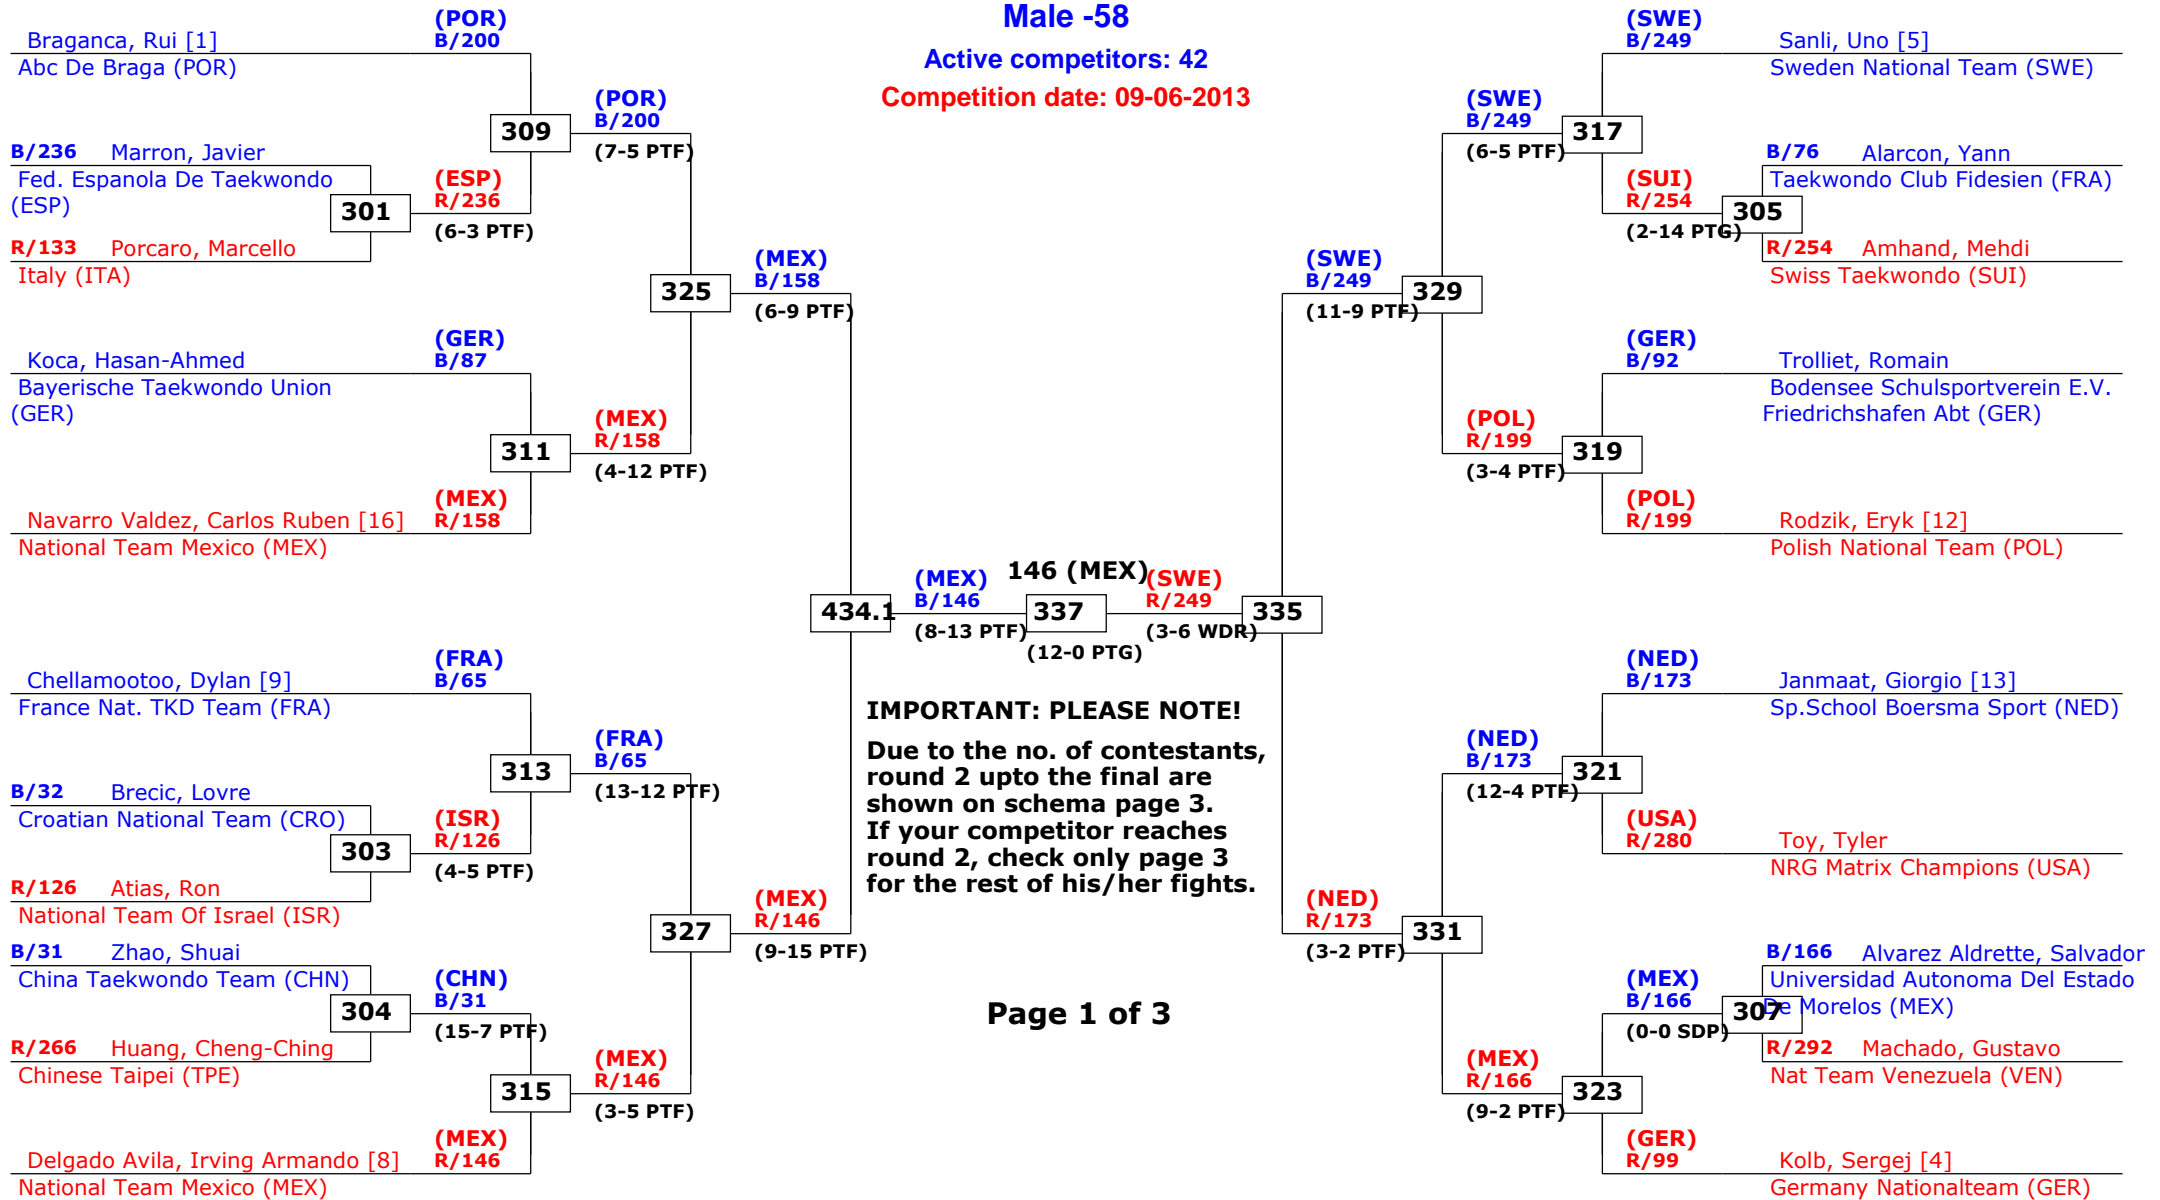 Male -58
Active competitors: 42
Competition date: 09-06-2013
(POR)
Braganca, Rui [1] B/200
Abc De Braga (POR)
309
(POR)
B/200
(7-5 PTF)
B/236 Marron, Javier
Fed. Espanola De Taekwondo
(ESP)
301
(ESP)
R/236
(6-3 PTF)
R/133 Porcaro, Marcello
Italy (ITA)
325
(MEX)
B/158
(6-9 PTF)
(GER)
Koca, Hasan-Ahmed B/87
Bayerische Taekwondo Union
(GER)
311
(MEX)
R/158
(4-12 PTF)
(MEX)
Navarro Valdez, Carlos Ruben [16] R/158
National Team Mexico (MEX)
434.1
(MEX)
B/146
(8-13 PTF)
146 (MEX)
337
(12-0 PTG)
(SWE)
R/249
(3-6 WDR)
335
(FRA)
Chellamootoo, Dylan [9] B/65
France Nat. TKD Team (FRA)
313
(FRA)
B/65
(13-12 PTF)
B/32 Brecic, Lovre
Croatian National Team (CRO)
303
(ISR)
R/126
(4-5 PTF)
R/126 Atias, Ron
National Team Of Israel (ISR)
327
(MEX)
R/146
(9-15 PTF)
B/31 Zhao, Shuai
China Taekwondo Team (CHN)
304
(CHN)
B/31
(15-7 PTF)
R/266 Huang, Cheng-Ching
Chinese Taipei (TPE)
315
(MEX)
R/146
(3-5 PTF)
(MEX)
Delgado Avila, Irving Armando [8] R/146
National Team Mexico (MEX)
IMPORTANT: PLEASE NOTE!
Due to the no. of contestants,
round 2 upto the final are
shown on schema page 3.
If your competitor reaches
round 2, check only page 3
for the rest of his/her fights.
Page 1 of 3
(SWE)
B/249 Sanli, Uno [5]
Sweden National Team (SWE)
(SWE)
B/249
(6-5 PTF)
317
B/76 Alarcon, Yann
Taekwondo Club Fidesien (FRA)
(SUI)
R/254
(2-14 PTG)
305
R/254 Amhand, Mehdi
Swiss Taekwondo (SUI)
(SWE)
B/249
(11-9 PTF)
329
(GER)
B/92 Trolliet, Romain
Bodensee Schulsportverein E.V.
Friedrichshafen Abt (GER)
(POL)
R/199
(3-4 PTF)
319
(POL)
R/199 Rodzik, Eryk [12]
Polish National Team (POL)
(NED)
B/173 Janmaat, Giorgio [13]
Sp.School Boersma Sport (NED)
(NED)
B/173
(12-4 PTF)
321
(USA)
R/280 Toy, Tyler
NRG Matrix Champions (USA)
(NED)
R/173
(3-2 PTF)
331
B/166 Alvarez Aldrette, Salvador
Universidad Autonoma Del Estado
De Morelos (MEX)
(MEX)
B/166
(0-0 SDP)
307
R/292 Machado, Gustavo
Nat Team Venezuela (VEN)
(MEX)
R/166
(9-2 PTF)
323
(GER)
R/99 Kolb, Sergej [4]
Germany Nationalteam (GER)